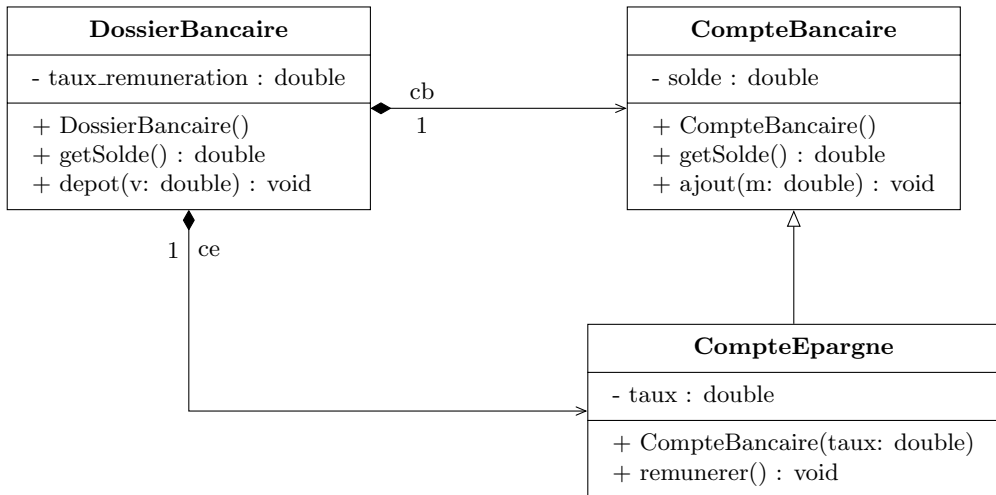 DossierBancaire
- taux_remuneration : double
+ DossierBancaire()
+ getSolde() : double
+ depot(v: double) : void
cb
1
CompteBancaire
- solde : double
+ CompteBancaire()
+ getSolde() : double
+ ajout(m: double) : void
1 ce
CompteEpargne
- taux : double
+ CompteBancaire(taux: double)
+ remunerer() : void